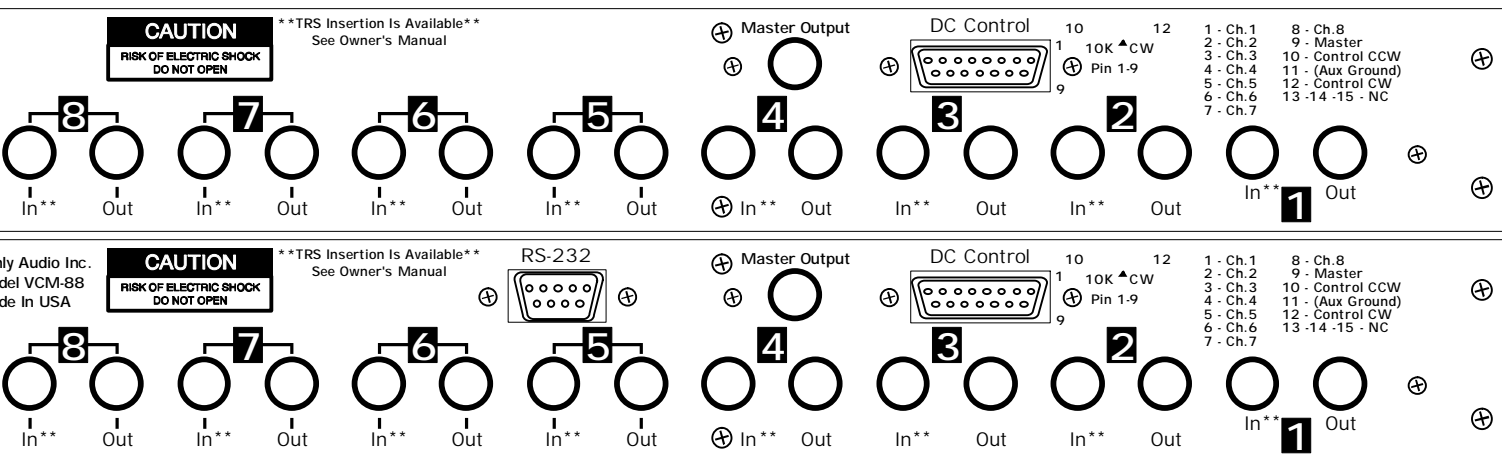 CAUTION
RISK OF ELECTRIC SHOCK
DO NOT OPEN
**TRS Insertion Is Available**
See Owner's Manual
Master Output
DC Control
1
9
10 12
10K CW
Pin 1-9
1 - Ch.1
2 - Ch.2
3 - Ch.3
4 - Ch.4
5 - Ch.5
6 - Ch.6
7 - Ch.7
8 - Ch.8
9 - Master
10 - Control CCW
11 - (Aux Ground)
12 - Control CW
13 -14 -15 - NC
8 7 6 5 4 3 2
In** Out In** Out In** Out In** Out In** Out In** Out In** Out In** Out
1
Audio Inc.
VCM-88
In USA
CAUTION
RISK OF ELECTRIC SHOCK
DO NOT OPEN
**TRS Insertion Is Available**
See Owner's Manual
RS-232
Master Output
DC Control
1
9
10 12
10K CW
Pin 1-9
1 - Ch.1
2 - Ch.2
3 - Ch.3
4 - Ch.4
5 - Ch.5
6 - Ch.6
7 - Ch.7
8 - Ch.8
9 - Master
10 - Control CCW
11 - (Aux Ground)
12 - Control CW
13 -14 -15 - NC
8 7 6 5 4 3 2
In** Out In** Out In** Out In** Out In** Out In** Out In** Out In** Out
1